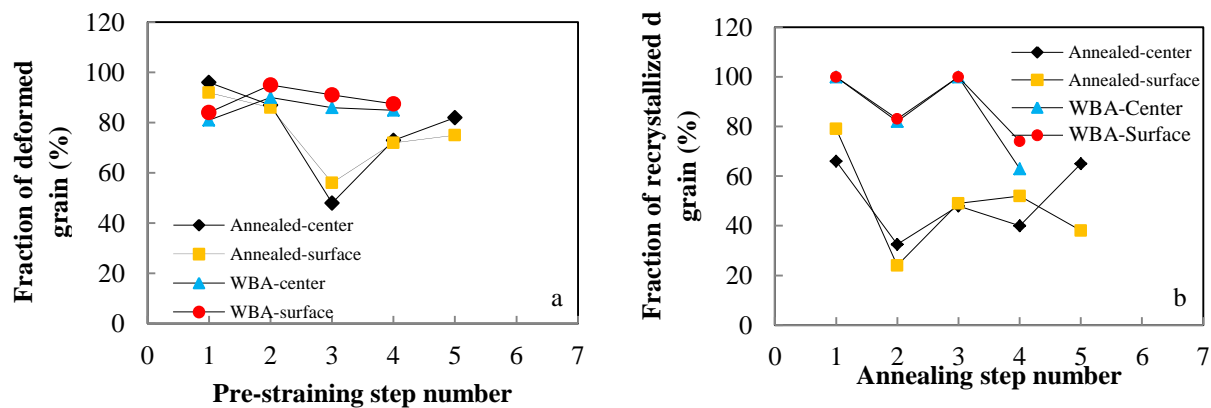 120
100
80
60
40
20
0
0 1 2 3 4 5 6 7
Fraction of deformed
grain (%)
Pre-straining step number
Annealed-center
Annealed-surface
WBA-center
WBA-surface
a
120
100
80
60
40
20
0
0 1 2 3 4 5 6 7
Fraction of recrystallized d
grain (%)
Annealing step number
Annealed-center
Annealed-surface
WBA-Center
WBA-Surface
b